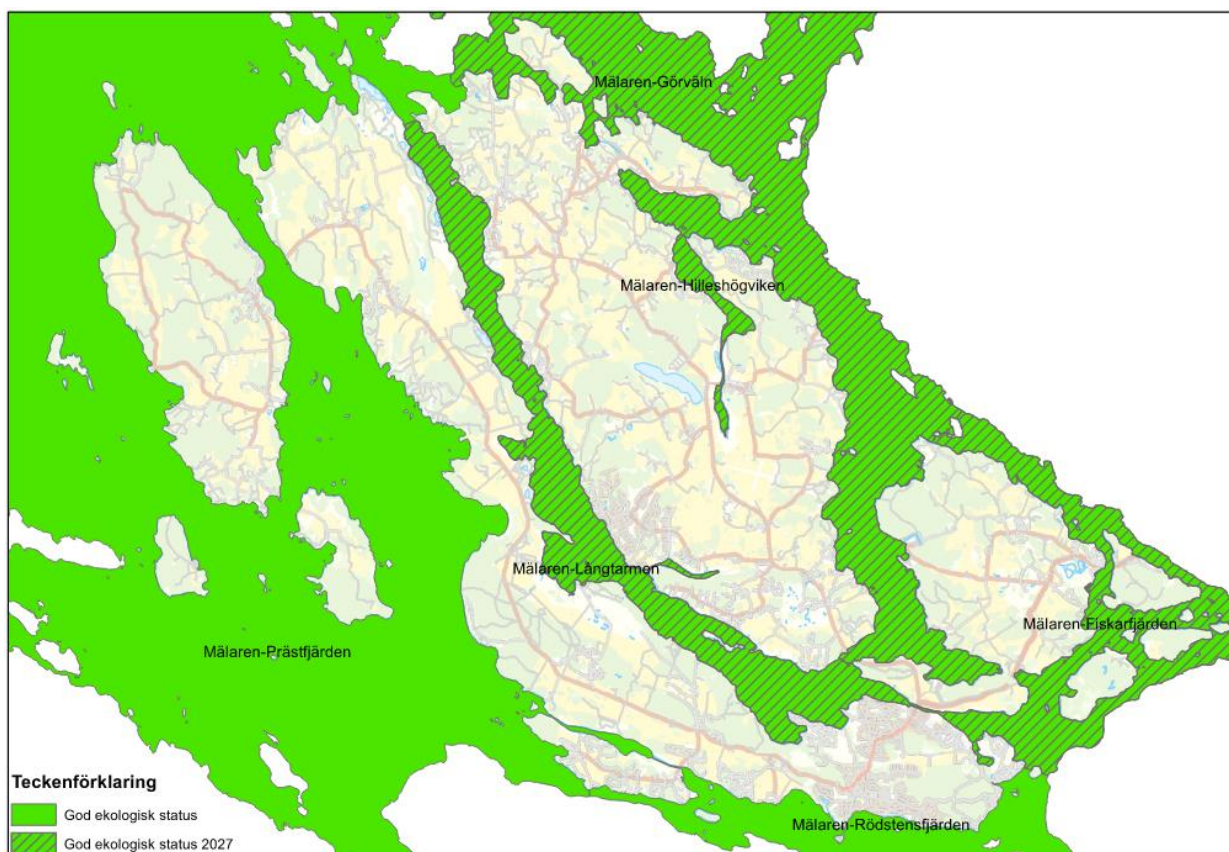 Mälaren-Görväln
Mälaren-Hilleshögviken
Mälaren-Långtarmen
Mälaren-Fiskarfjärden
Mälaren-Prästfjärden
Mälaren-Rödstensfjärden
Teckenförklaring
God ekologisk status
God ekologisk status 2027